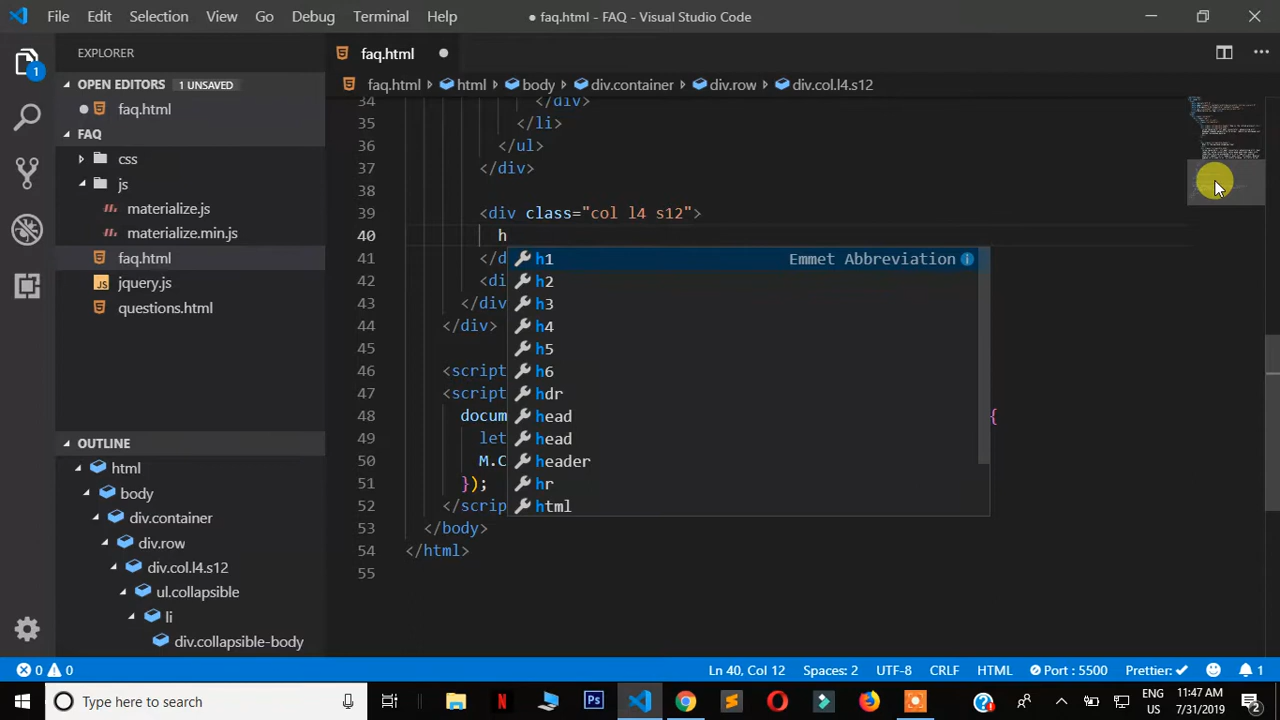 File Edit Selection View Go Debug Terminal Help
● faq.html - FAQ - Visual Studio Code
EXPLORER
OPEN EDITORS 1 UNSAVED
faq.html
FAQ
css
js
materialize.js
materialize.min.js
faq.html
jquery.js
questions.html
OUTLINE
html
body
div.container
div.row
div.col.l4.s12
ul.collapsible
li
div.collapsible-body
1
faq.html
faq.html > html > body > div.container > div.row > div.col.l4.s12
34 </div>
35 </li>
36 </ul>
37 </div>
38
39 <div class="col l4 s12">
40 h
41 </d
42 <di
43 </div
44 </div>
45
46 <script
47 <script
48 docum {
49 let
50 M.C
51 });
52 </scrip
53 </body>
54 </html>
55
h1 Emmet Abbreviation
h2
h3
h4
h5
h6
hdr
head
head
header
hr
html
0 0 Ln 40, Col 12 Spaces: 2 UTF-8 CRLF HTML Port : 5500 Prettier: ✓ 1
Type here to search
Ps
ENG
US
11:47 AM
7/31/2019
2